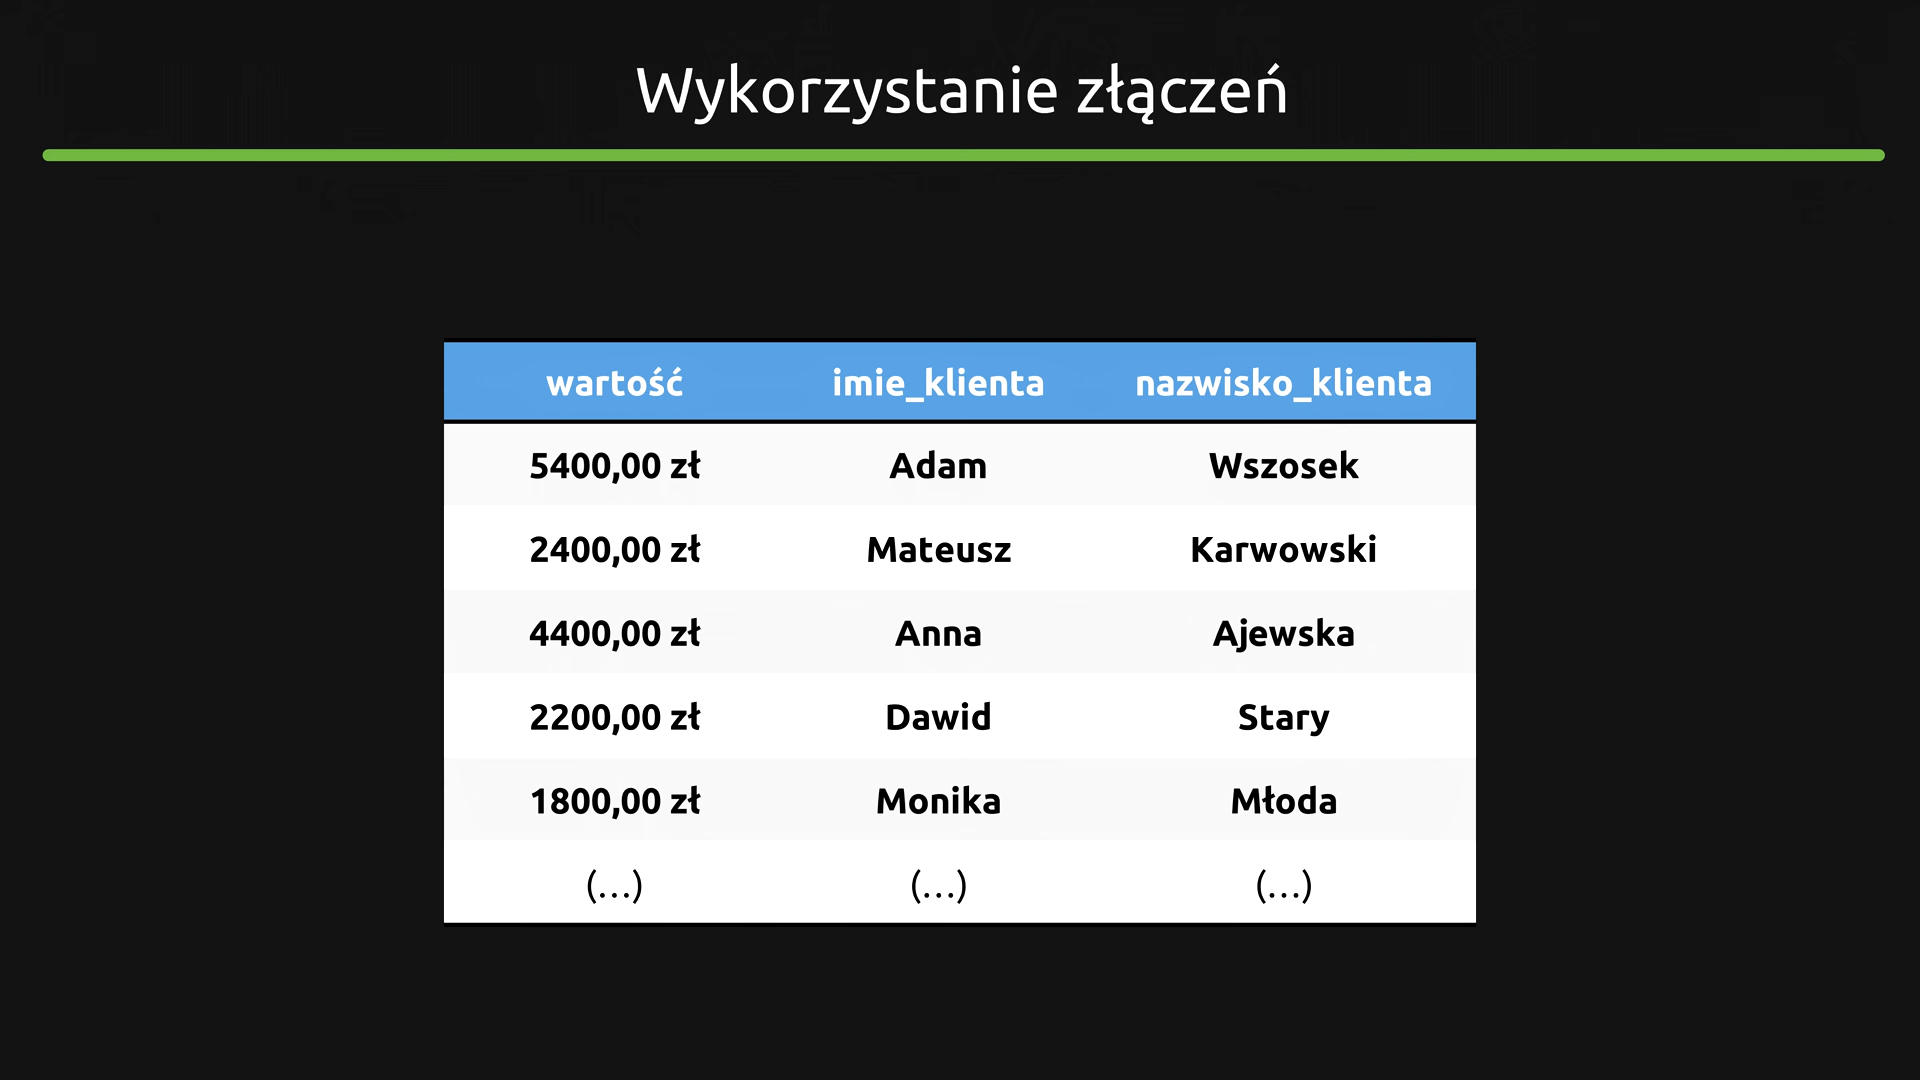 Wykorzystanie złączeń
wartość imie_klienta nazwisko_klienta
5400,00 zł Adam Wszosek
2400,00 zł Mateusz Karwowski
4400,00 zł Anna Ajewska
2200,00 zł Dawid Stary
1800,00 zł Monika Młoda
(...) (...) (...)